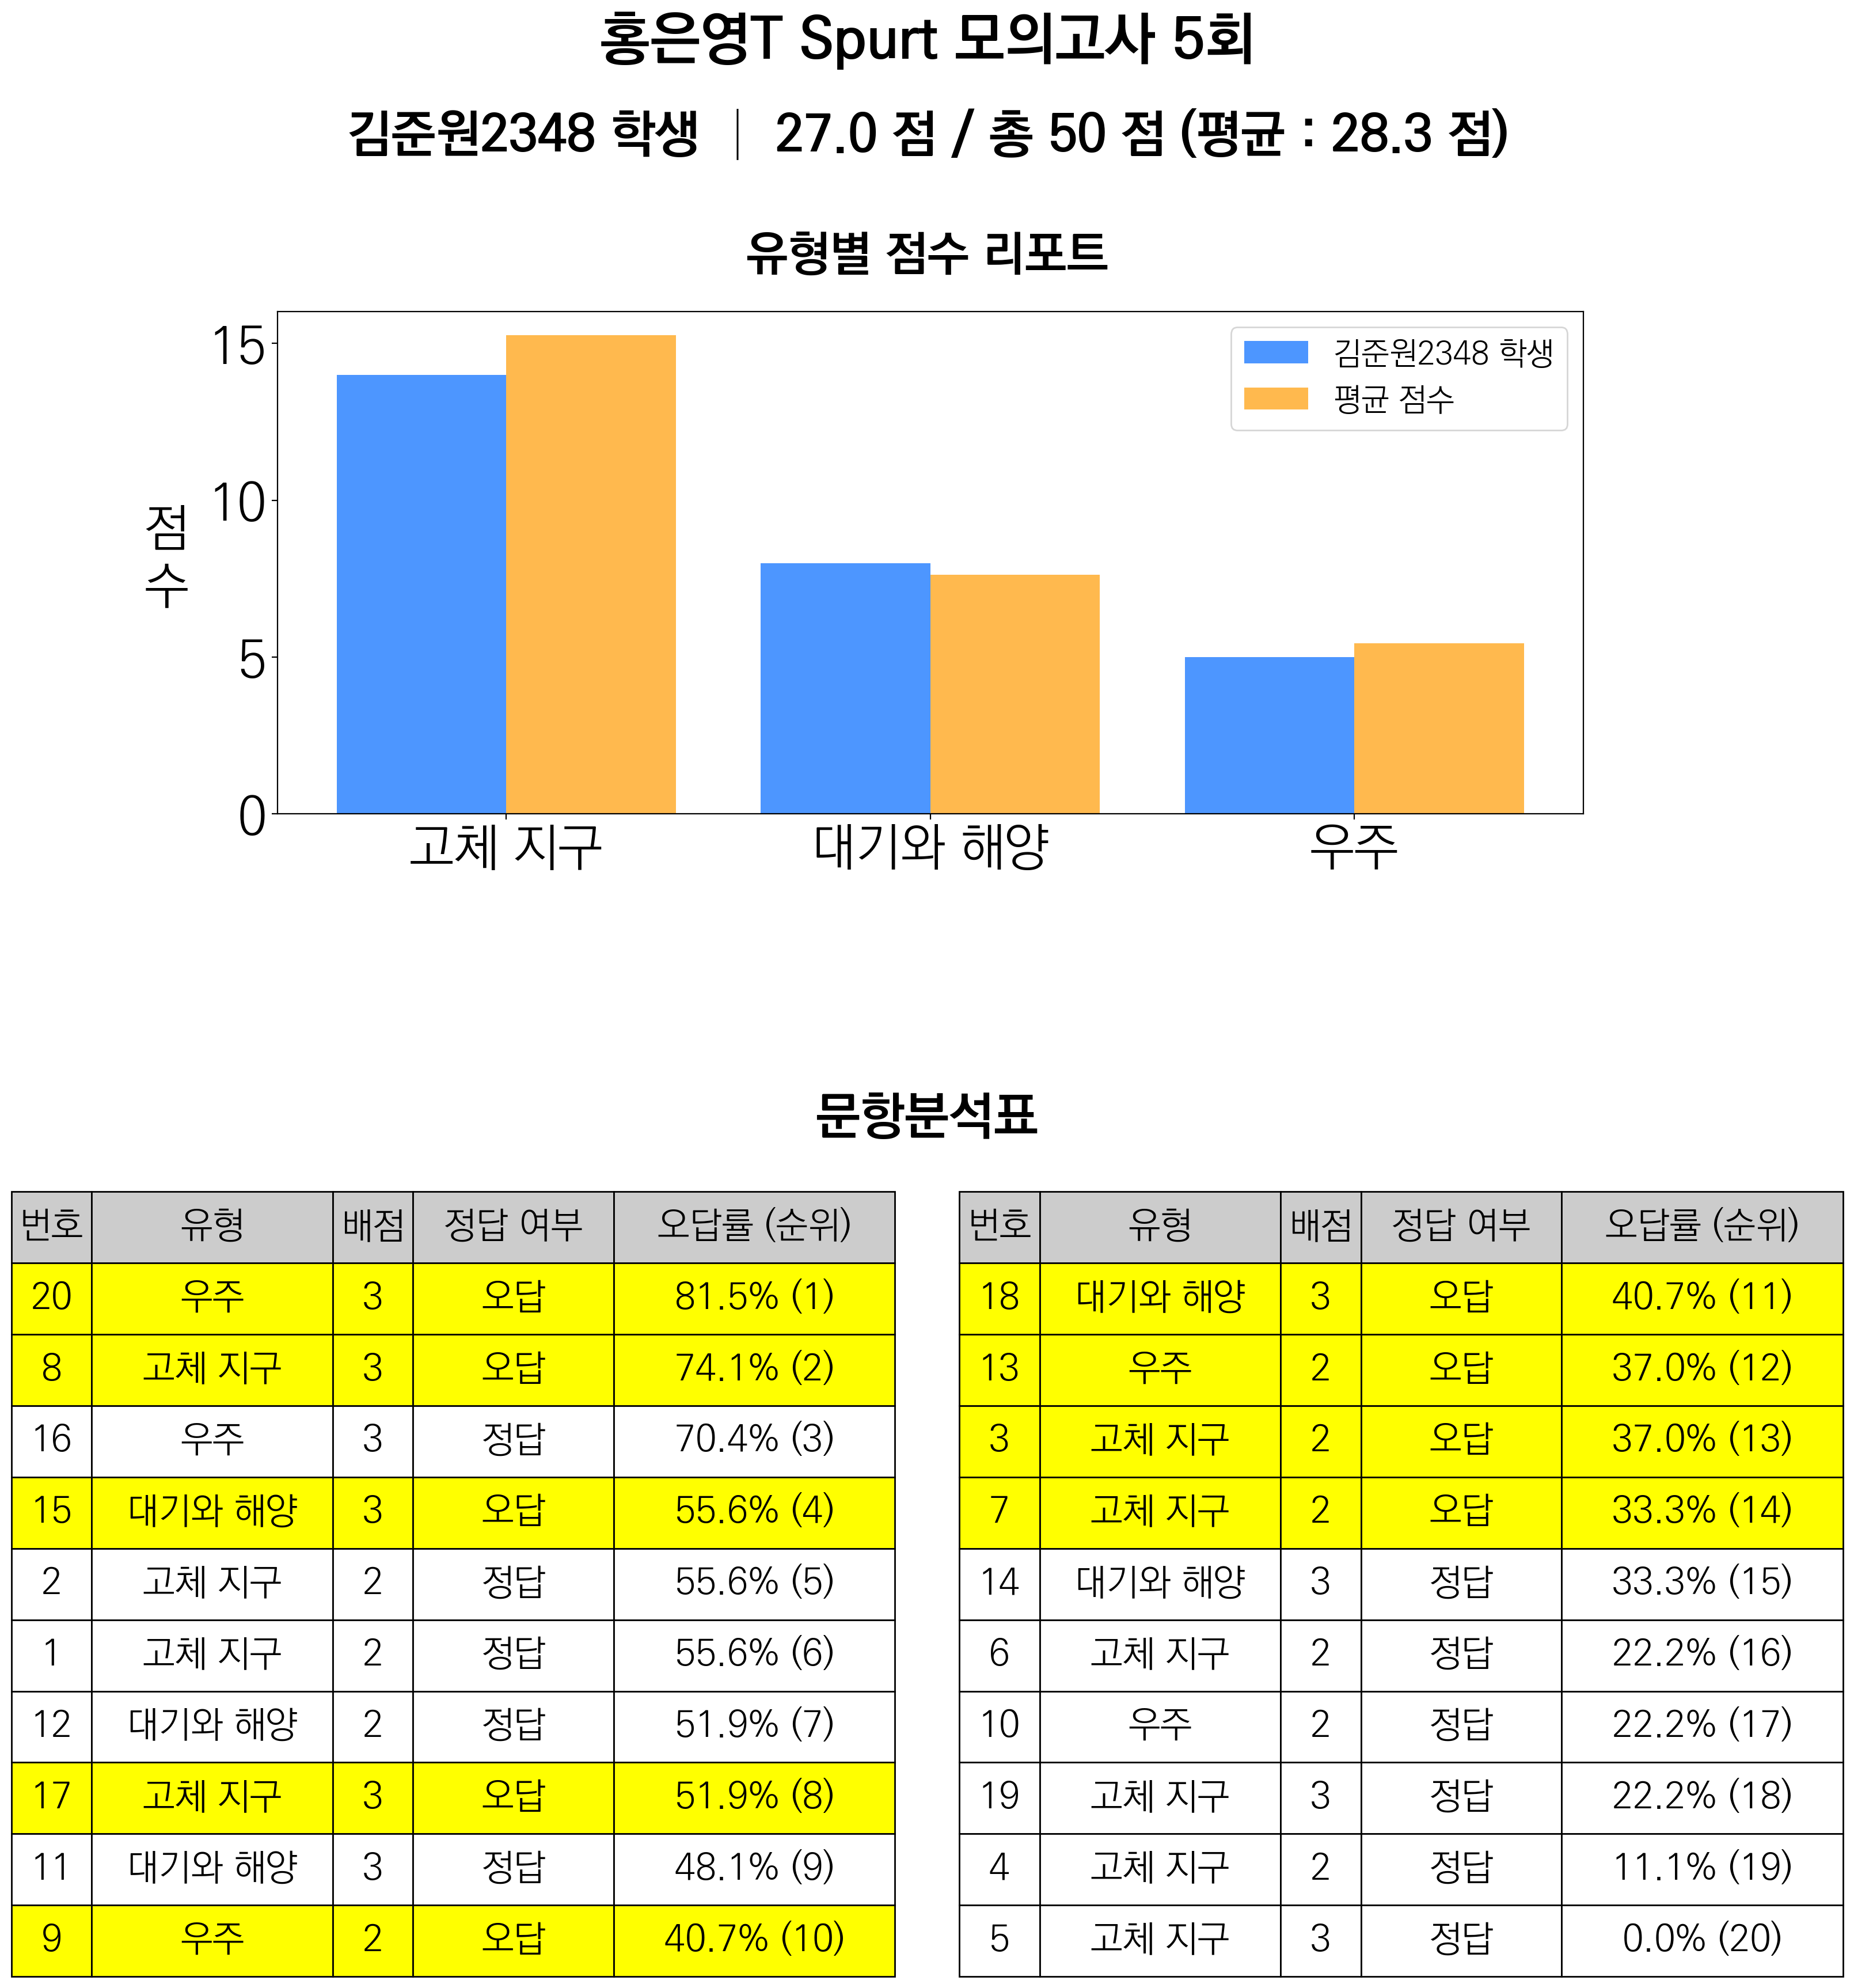 홍은영T Spurt 모의고사 5회
김준원2348 학생 | 27.0 점 / 총 50 점 (평균 : 28.3 점)
유형별 점수 리포트
점수
15
10
5
0
김준원2348 학생
평균 점수
고체 지구 대기와 해양 우주
문항분석표
번호 유형 배점 정답 여부 오답률 (순위)
20 우주 3 오답 81.5% (1)
8 고체 지구 3 오답 74.1% (2)
16 우주 3 정답 70.4% (3)
15 대기와 해양 3 오답 55.6% (4)
2 고체 지구 2 정답 55.6% (5)
1 고체 지구 2 정답 55.6% (6)
12 대기와 해양 2 정답 51.9% (7)
17 고체 지구 3 오답 51.9% (8)
11 대기와 해양 3 정답 48.1% (9)
9 우주 2 오답 40.7% (10)
번호 유형 배점 정답 여부 오답률 (순위)
18 대기와 해양 3 오답 40.7% (11)
13 우주 2 오답 37.0% (12)
3 고체 지구 2 오답 37.0% (13)
7 고체 지구 2 오답 33.3% (14)
14 대기와 해양 3 정답 33.3% (15)
6 고체 지구 2 정답 22.2% (16)
10 우주 2 정답 22.2% (17)
19 고체 지구 3 정답 22.2% (18)
4 고체 지구 2 정답 11.1% (19)
5 고체 지구 3 정답 0.0% (20)